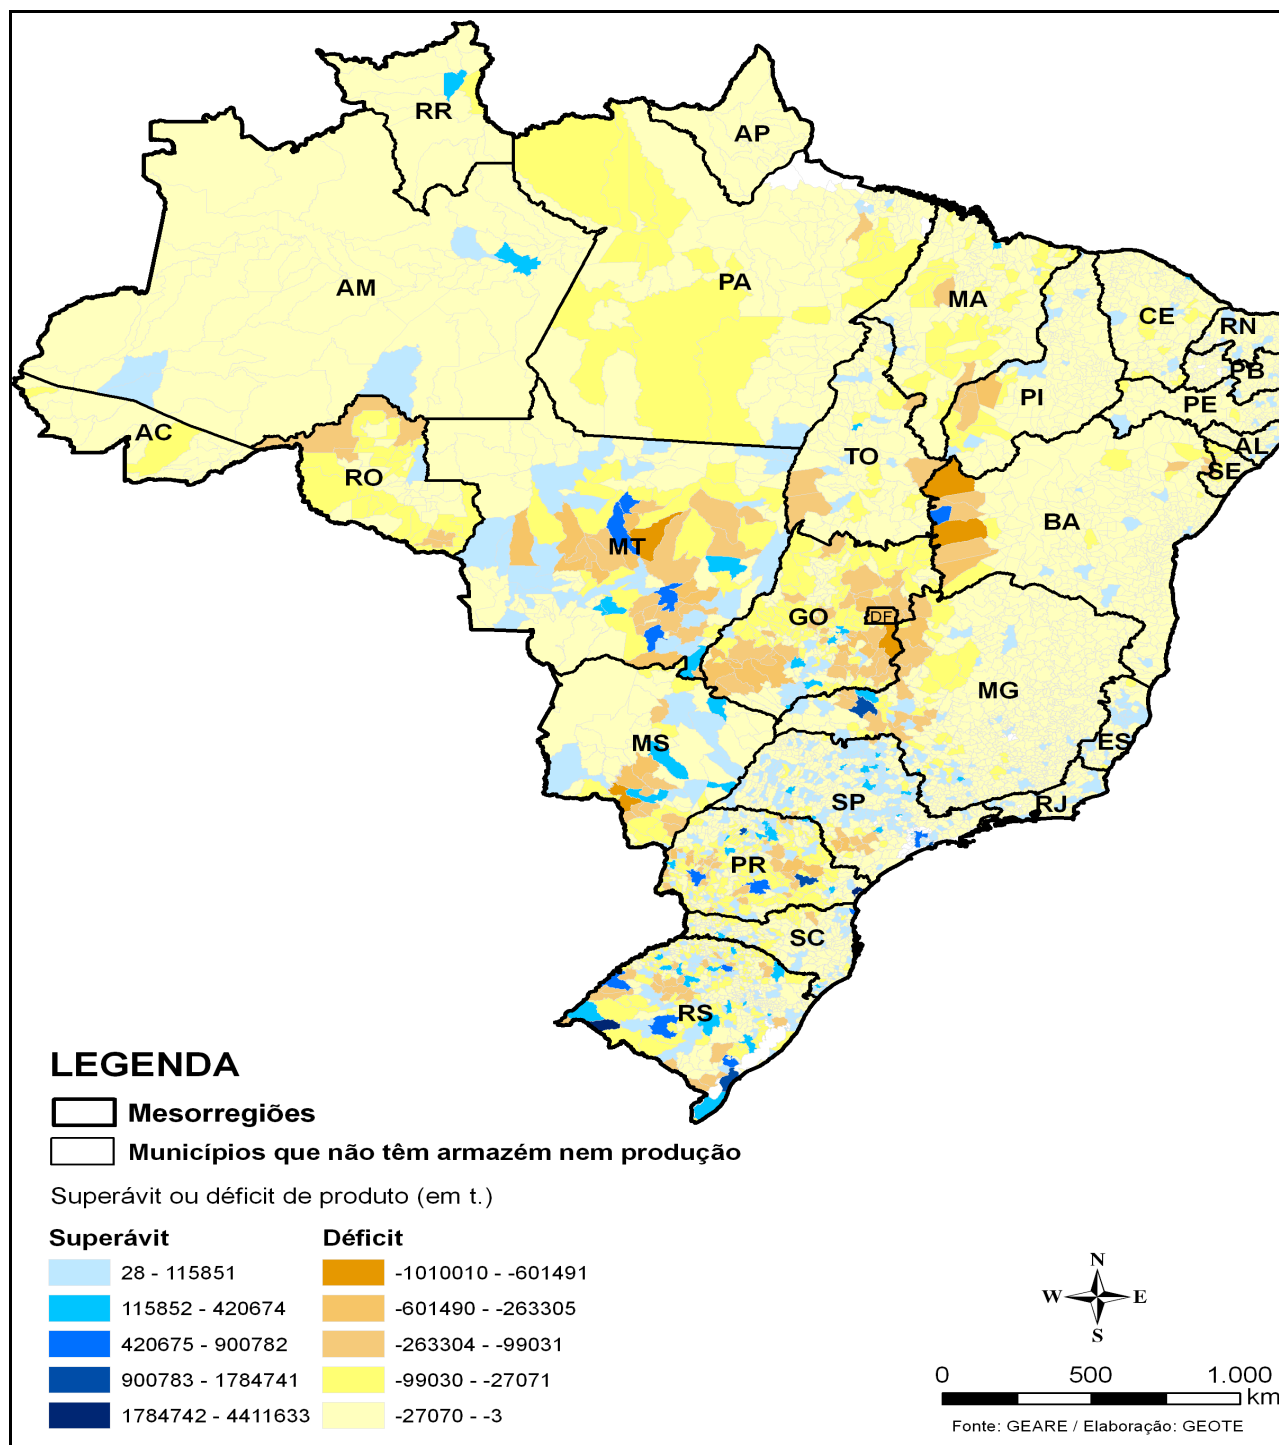 RR
AP
AM
PA
MA
CE
RN
PB
PI
PE
AC
TO
AL
SE
RO
BA
MT
GO
DF
MG
MS
ES
SP
RJ
PR
SC
RS
LEGENDA
Mesorregiões
Municípios que não têm armazém nem produção
Superávit ou déficit de produto (em t.)
Superávit Déficit
28 - 115851 -1010010 - -601491
115852 - 420674 -601490 - -263305
420675 - 900782 -263304 - -99031
900783 - 1784741 -99030 - -27071
1784742 - 4411633 -27070 - -3
N
W E
S
0 500 1.000
km
Fonte: GEARE / Elaboração: GEOTE